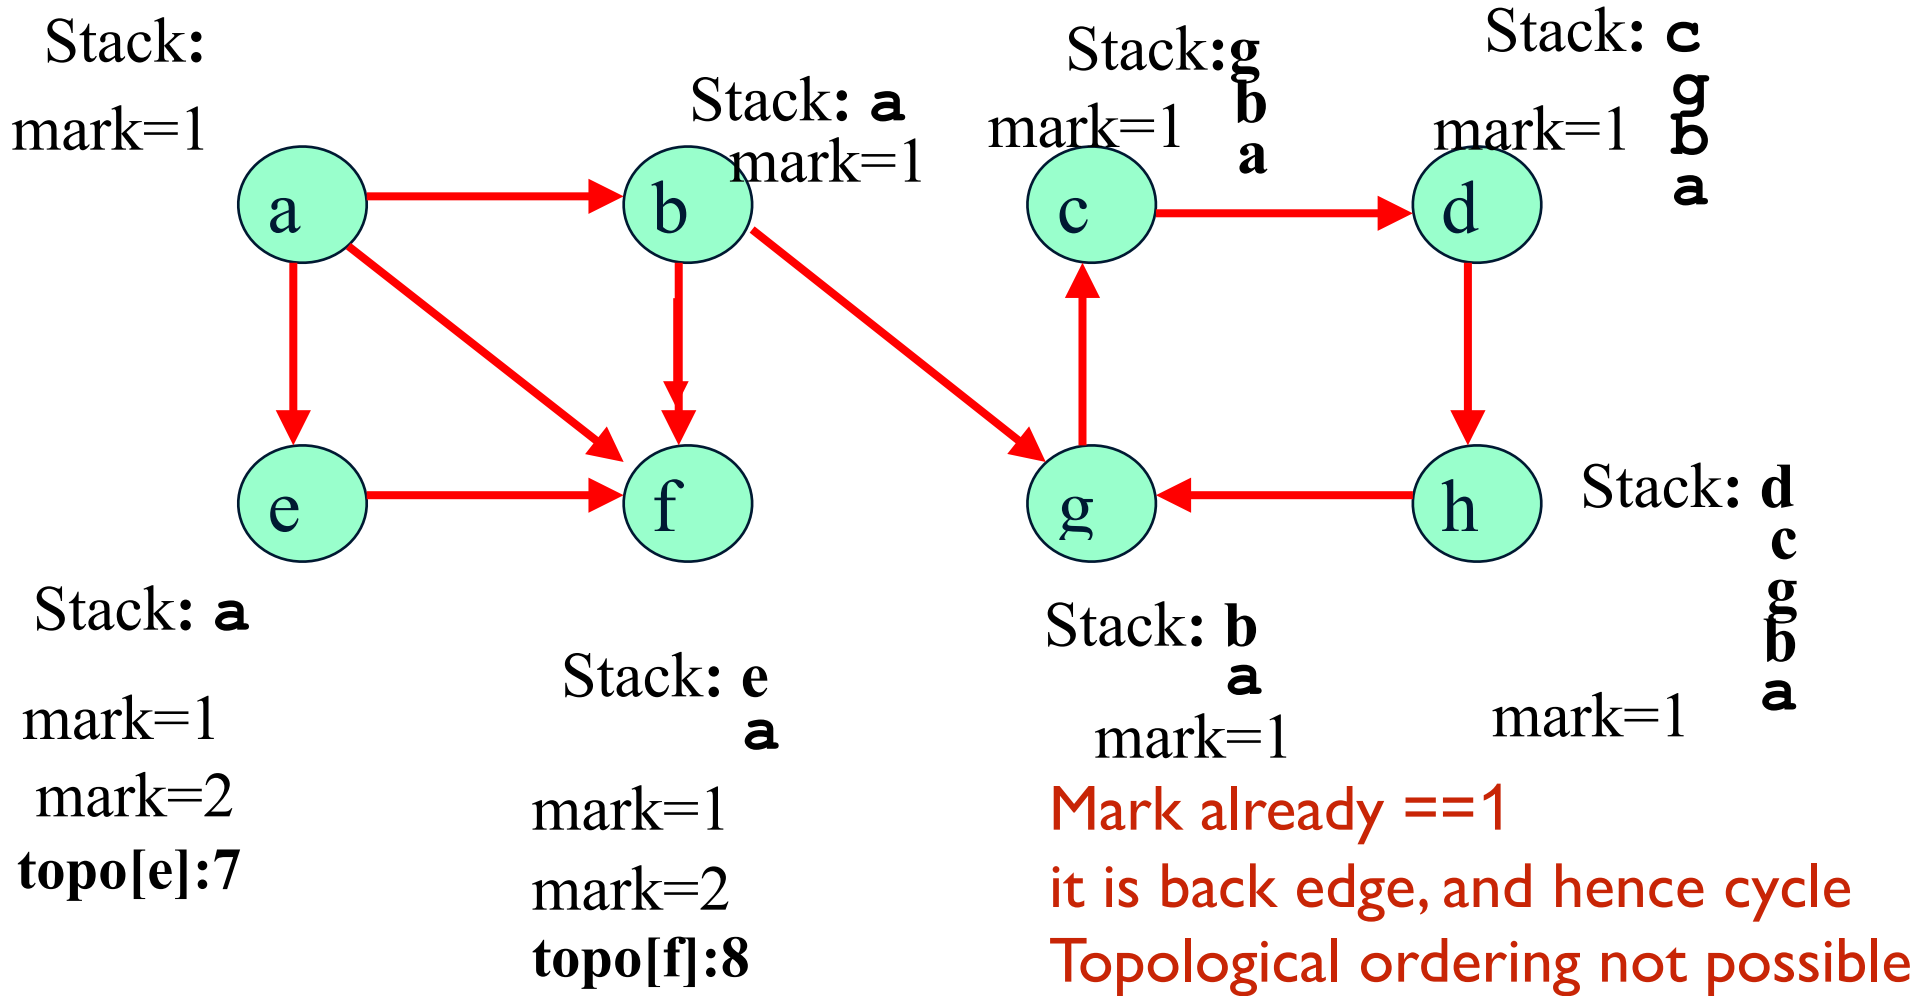 Stack:
mark=1
Stack: a
mark=1
Stack:g
b
a
mark=1
Stack: c
g
b
a
mark=1
a
b
c
d
e
f
g
h
Stack: a
mark=1
mark=2
topo[e]:7
Stack: e
a
mark=1
mark=2
topo[f]:8
Stack: b
a
mark=1
Stack: d
c
g
b
a
mark=1
Mark already ==1
it is back edge, and hence cycle
Topological ordering not possible